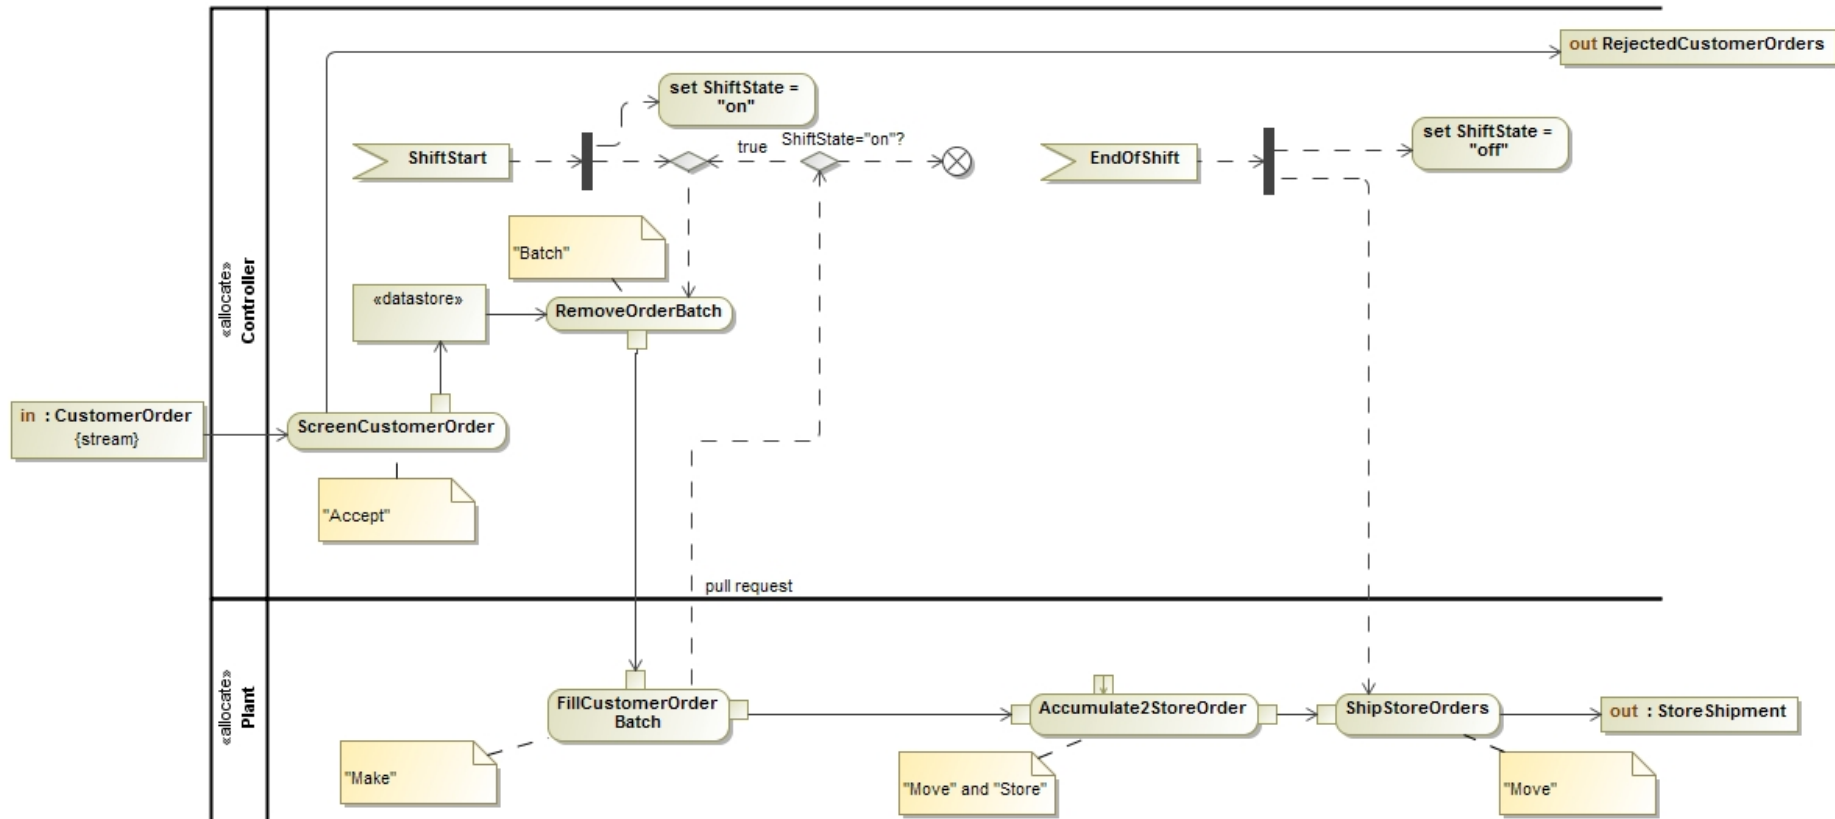 out RejectedCustomerOrders
set ShiftState =
"on"
ShiftStart
true
ShiftState="on"?
EndOfShift
set ShiftState =
"off"
"Batch"
«allocate»
Controller
«datastore»
RemoveOrderBatch
in : CustomerOrder
{stream}
ScreenCustomerOrder
"Accept"
pull request
«allocate»
Plant
FillCustomerOrder
Batch
Accumulate2StoreOrder
ShipStoreOrders
out : StoreShipment
"Make"
"Move" and "Store"
"Move"